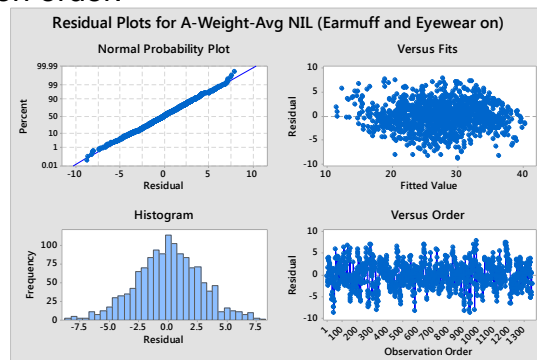 Residual Plots for A-Weight-Avg NIL (Earmuff and Eyewear on)
Normal Probability Plot
Percent
99.99
99
90
50
10
1
0.01
-10 -5 0 5 10
Residual
Versus Fits
Residual
10
5
0
-5
-10
10 20 30 40
Fitted Value
Histogram
Frequency
100
75
50
25
0
-7.5 -5.0 -2.5 0.0 2.5 5.0 7.5
Residual
Versus Order
Residual
10
5
0
-5
-10
1 100 200 300 400 500 600 700 800 900 1000 1100 1200 1300
Observation Order